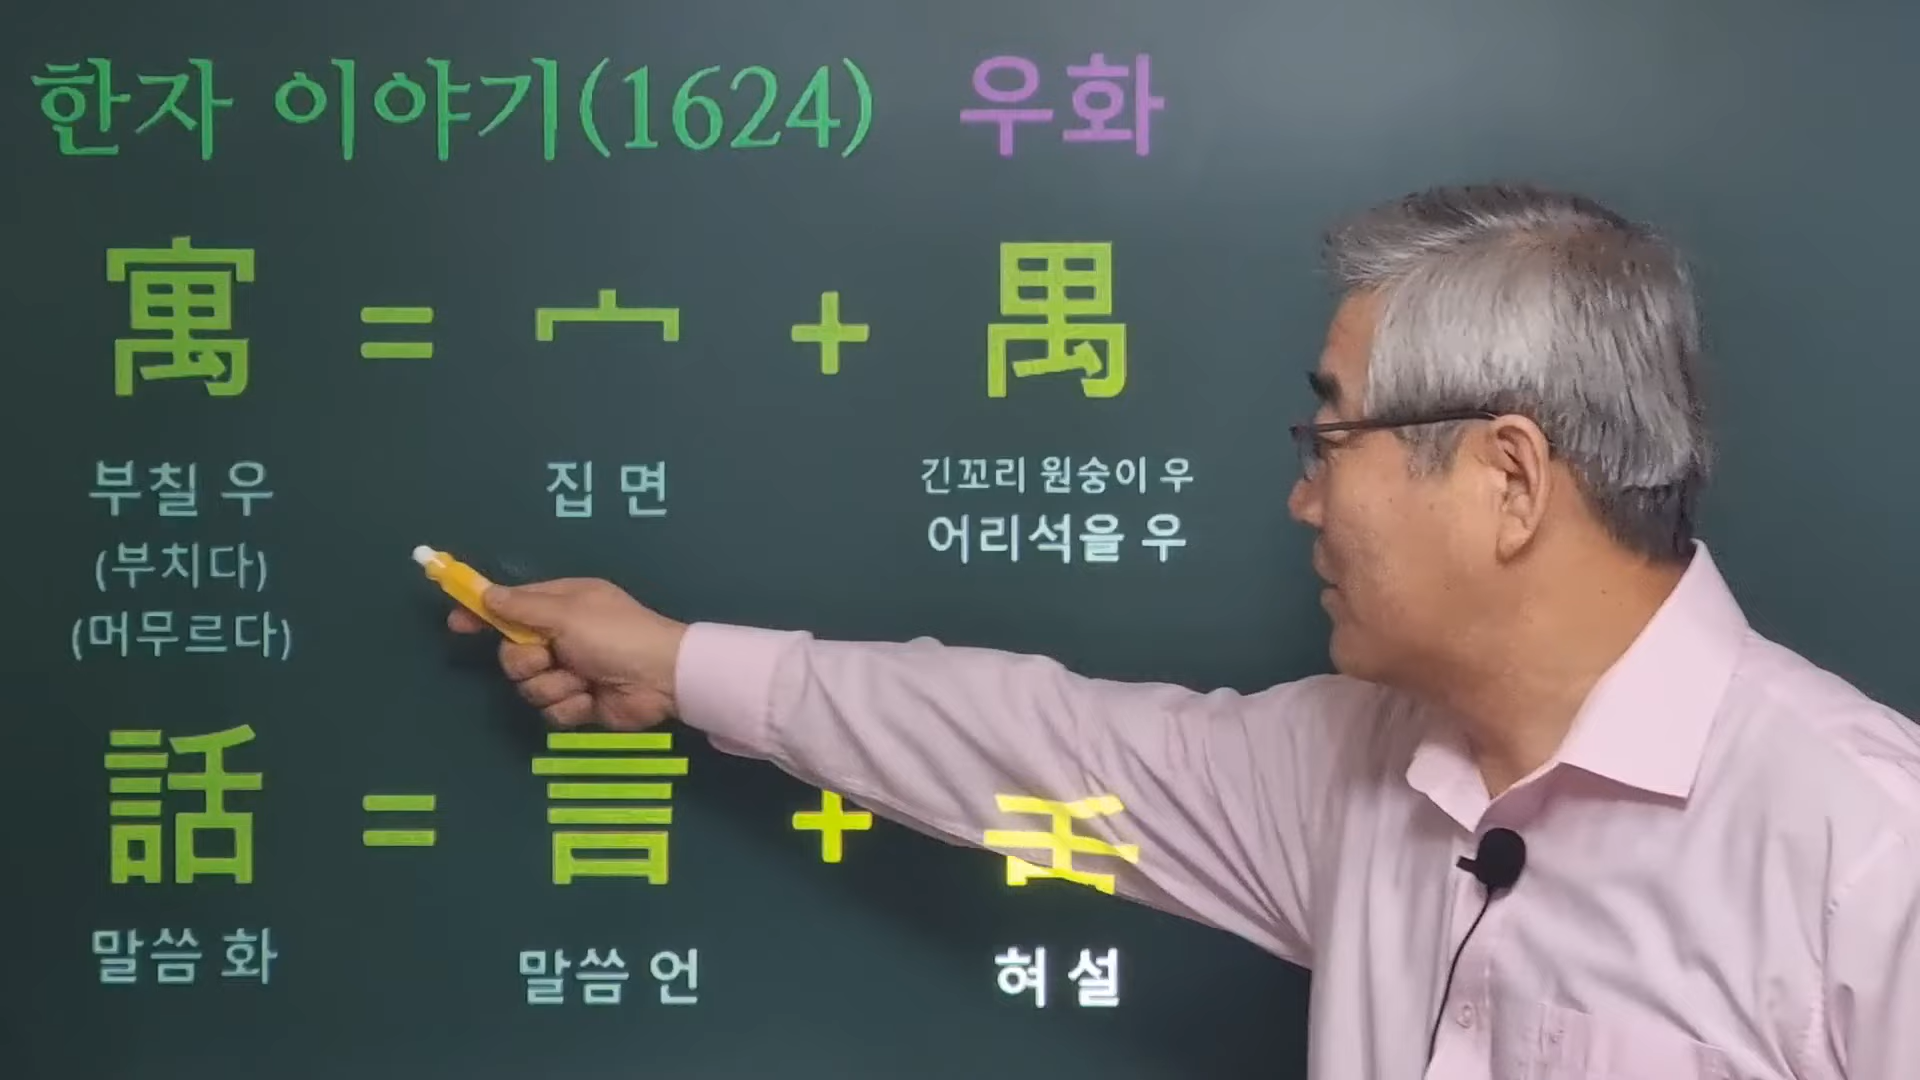 한자 이야기(1624) 우화
寓 = 宀 + 禺
부칠 우 집 면 긴꼬리 원숭이 우
어리석을 우
(부치다)
(머무르다)
話 = 言 + 舌
말씀 화 말씀 언 혀 설